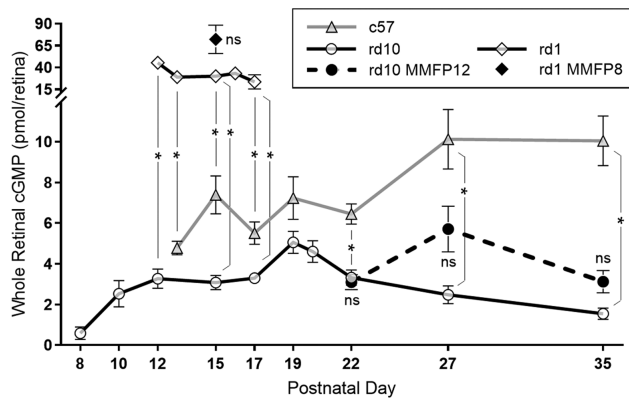 Whole Retinal cGMP (pmol/retina)
90
65
40
15
10
8
6
4
2
0
c57
rd10
rd1
rd10 MMFP12
rd1 MMFP8
ns
*
*
*
*
*
*
*
*
*
ns
ns
ns
8
10
12
15
17
19
22
27
35
Postnatal Day